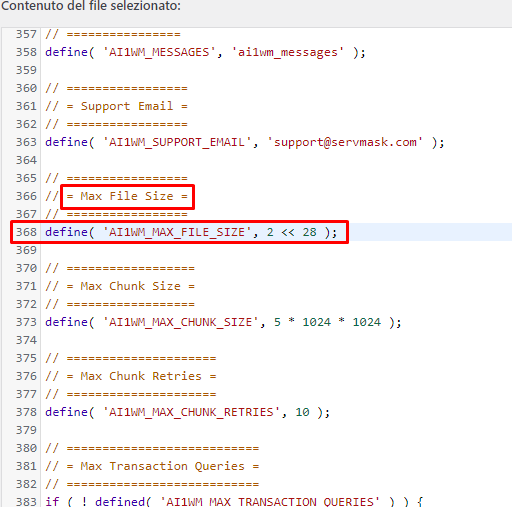 Contenuto del file selezionato:
357 // =================
358 define( 'AI1WM_MESSAGES', 'ai1wm_messages' );
359
360 // =================
361 // = Support Email =
362 // =================
363 define( 'AI1WM_SUPPORT_EMAIL', 'support@servmask.com' );
364
365 // =================
366 // = Max File Size =
367 // =================
368 define( 'AI1WM_MAX_FILE_SIZE', 2 << 28 );
369
370 // ==================
371 // = Max Chunk Size =
372 // ==================
373 define( 'AI1WM_MAX_CHUNK_SIZE', 5 * 1024 * 1024 );
374
375 // =====================
376 // = Max Chunk Retries =
377 // =====================
378 define( 'AI1WM_MAX_CHUNK_RETRIES', 10 );
379
380 // ===========================
381 // = Max Transaction Queries =
382 // ===========================
383 if ( ! defined( 'AI1WM_MAX_TRANSACTION_QUERIES' ) ) {